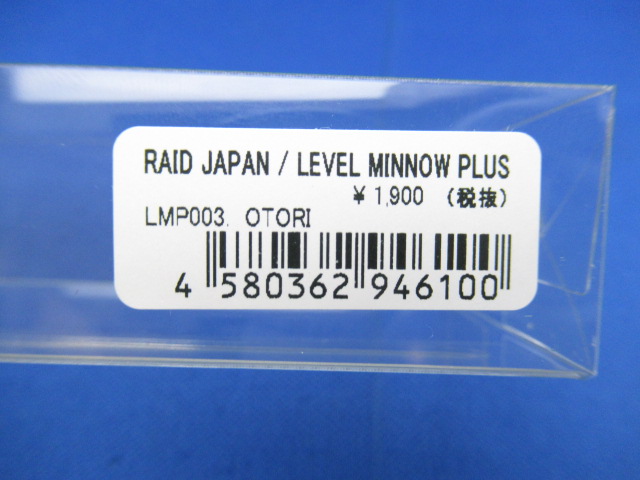 RAID JAPAN / LEVEL MINNOW PLUS
¥ 1,900 (税抜)
LMP003. OTORI
4 580362 946100